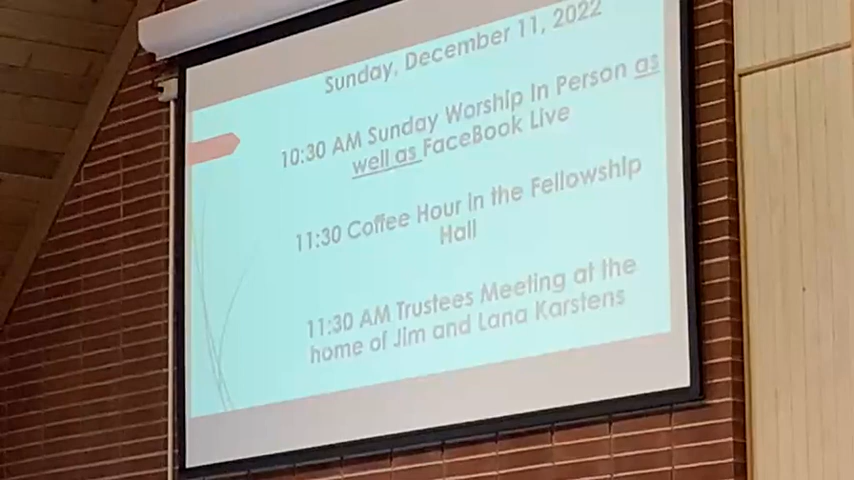 Sunday, December 11, 2022
10:30 AM Sunday Worship In Person as
well as FaceBook Live
11:30 Coffee Hour in the Fellowship
Hall
11:30 AM Trustees Meeting at the
home of Jim and Lana Karstens